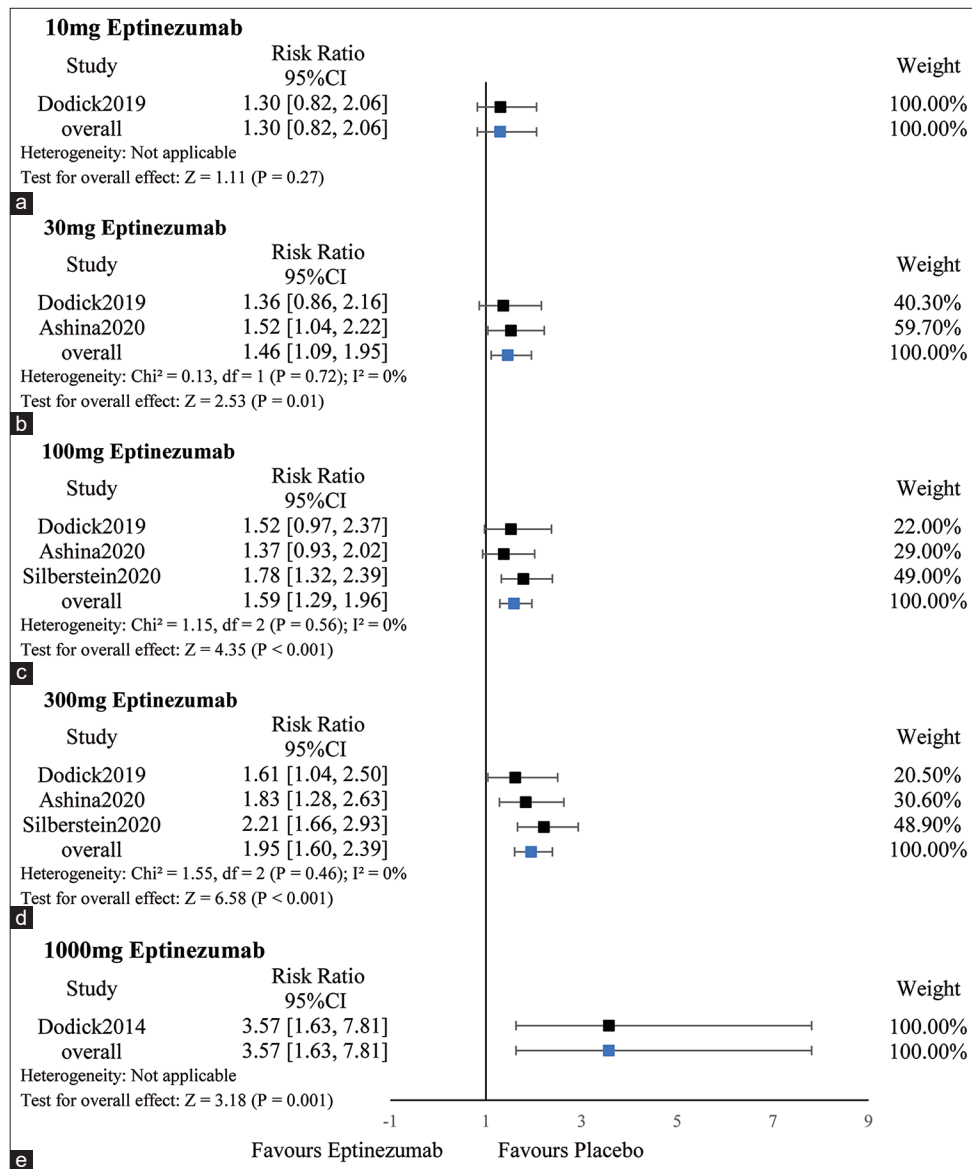 10mg Eptinezumab
Study Risk Ratio 95%CI Weight
Dodick2019 1.30 [0.82, 2.06] 100.00%
overall 1.30 [0.82, 2.06] 100.00%
Heterogeneity: Not applicable
Test for overall effect: Z = 1.11 (P = 0.27)
a
30mg Eptinezumab
Study Risk Ratio 95%CI Weight
Dodick2019 1.36 [0.86, 2.16] 40.30%
Ashina2020 1.52 [1.04, 2.22] 59.70%
overall 1.46 [1.09, 1.95] 100.00%
Heterogeneity: Chi² = 0.13, df = 1 (P = 0.72); I² = 0%
Test for overall effect: Z = 2.53 (P = 0.01)
b
100mg Eptinezumab
Study Risk Ratio 95%CI Weight
Dodick2019 1.52 [0.97, 2.37] 22.00%
Ashina2020 1.37 [0.93, 2.02] 29.00%
Silberstein2020 1.78 [1.32, 2.39] 49.00%
overall 1.59 [1.29, 1.96] 100.00%
Heterogeneity: Chi² = 1.15, df = 2 (P = 0.56); I² = 0%
Test for overall effect: Z = 4.35 (P < 0.001)
c
300mg Eptinezumab
Study Risk Ratio 95%CI Weight
Dodick2019 1.61 [1.04, 2.50] 20.50%
Ashina2020 1.83 [1.28, 2.63] 30.60%
Silberstein2020 2.21 [1.66, 2.93] 48.90%
overall 1.95 [1.60, 2.39] 100.00%
Heterogeneity: Chi² = 1.55, df = 2 (P = 0.46); I² = 0%
Test for overall effect: Z = 6.58 (P < 0.001)
d
1000mg Eptinezumab
Study Risk Ratio 95%CI Weight
Dodick2014 3.57 [1.63, 7.81] 100.00%
overall 3.57 [1.63, 7.81] 100.00%
Heterogeneity: Not applicable
Test for overall effect: Z = 3.18 (P = 0.001)
-1 1 3 5 7 9
Favours Eptinezumab Favours Placebo
e